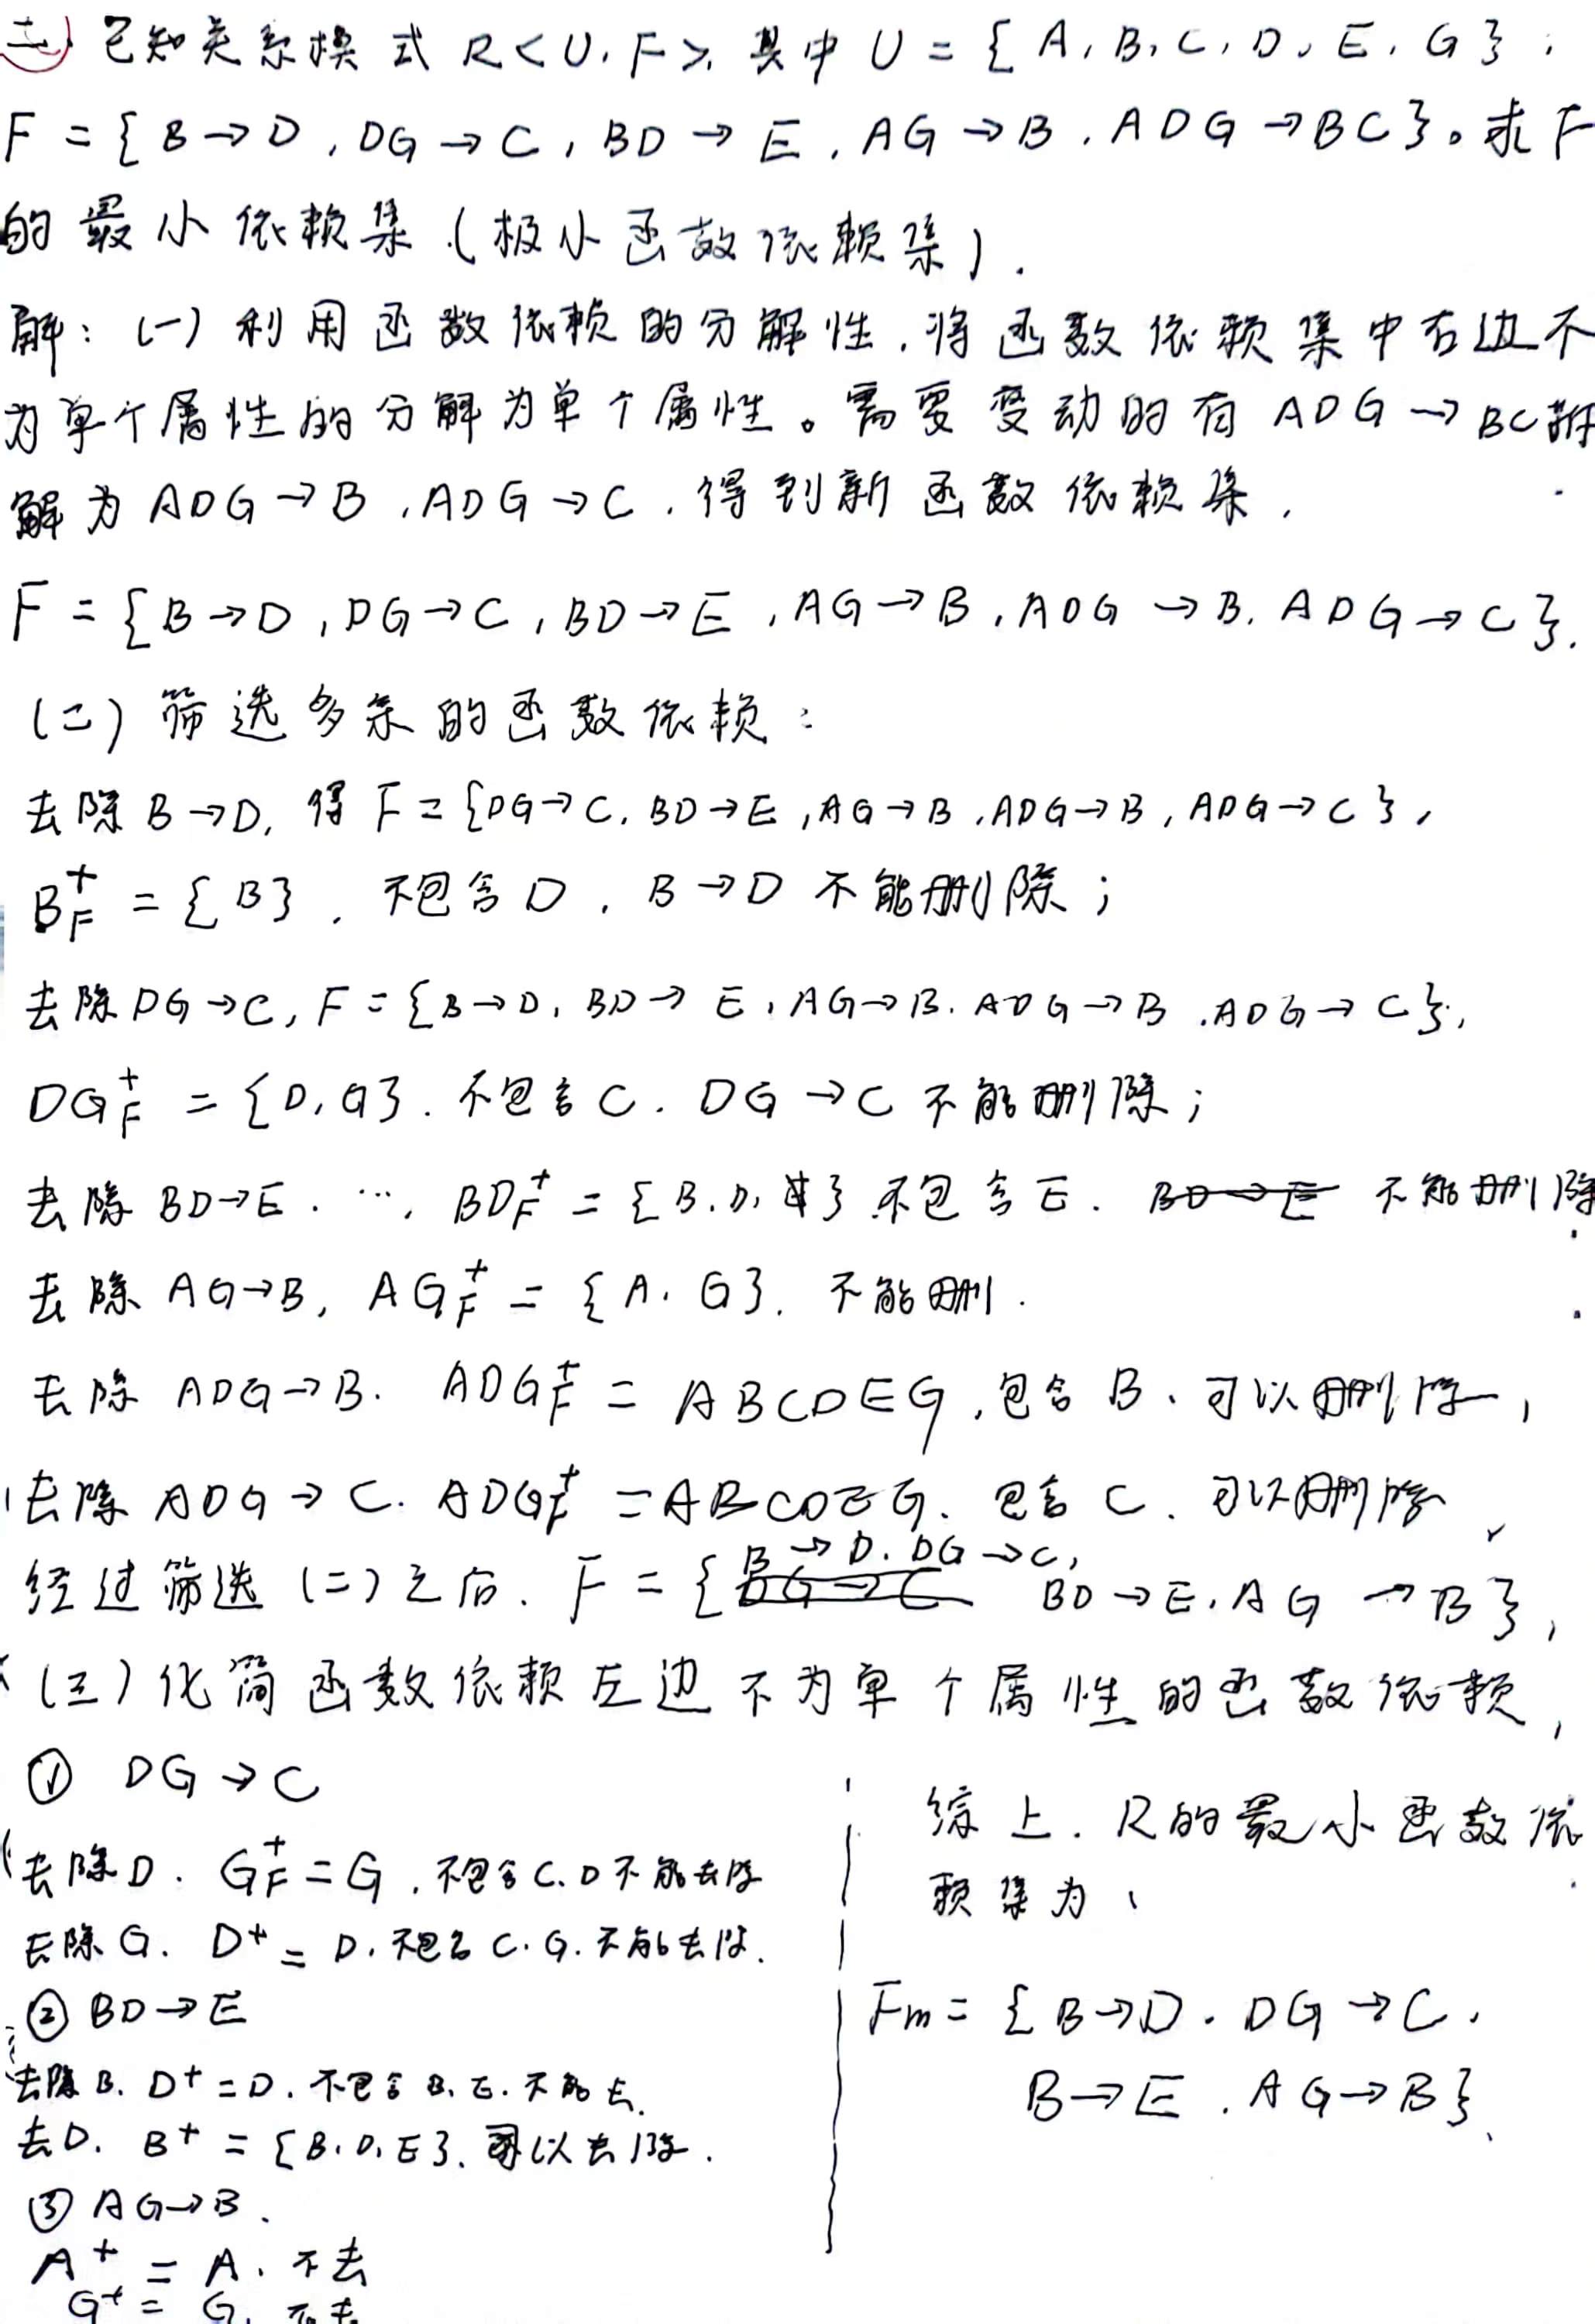 二、已知关系模式 R<U,F>, 其中 U = {A,B,C,D,E,G};
F = {B→D, DG→C, BD→E, AG→B, ADG→BC}。求F
的最小依赖集(极小函数依赖集).
解:(一)利用函数依赖的分解性,将函数依赖集中右边不
为单个属性的分解为单个属性。需要变动的有 ADG→BC 拆
解为 ADG→B, ADG→C, 得到新函数依赖集,
F = {B→D, DG→C, BD→E, AG→B, ADG→B, ADG→C}.
(二)筛选多余的函数依赖:
去除 B→D, 得 F = {DG→C, BD→E, AG→B, ADG→B, ADG→C},
B_F^+ = {B}, 不包含 D, B→D 不能删除;
去除 DG→C, F = {B→D, BD→E, AG→B, ADG→B, ADG→C},
DG_F^+ = {D,G}. 不包含 C. DG→C 不能删除;
去除 BD→E. …, BD_F^+ = {B,D} 不包含 E. BD→E 不能删除
去除 AG→B, AG_F^+ = {A,G}, 不能删.
去除 ADG→B. ADG_F^+ = ABCDEG, 包含 B、可以删除,
去除 ADG→C. ADG_F^+ = ABCDEG. 包含 C. 可以删除,
经过筛选(二)之后. F = {B→D. DG→C, BD→E, AG→B},
(三)化简函数依赖左边不为单个属性的函数依赖,
① DG→C
去除D. G_F^+ = G, 不包含C. D不能去除
去除G. D^+ = D, 不包含C. G. 不能去除.
② BD→E
去除B. D^+ = D. 不包含 B. E. 不能去.
去D. B^+ = {B,D,E}. 可以去除.
③ AG→B.
A^+ = A. 不去
G^+ = G. 不去
综上. R的最小函数依
赖集为、
Fm = {B→D. DG→C.
B→E. AG→B}.